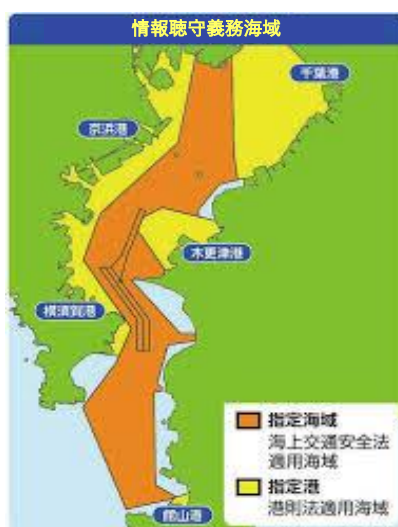 情報聴守義務海域
千葉港
京浜港
木更津港
横須賀港
指定海域
海上交通安全法
適用海域
指定港
港則法適用海域
館山港